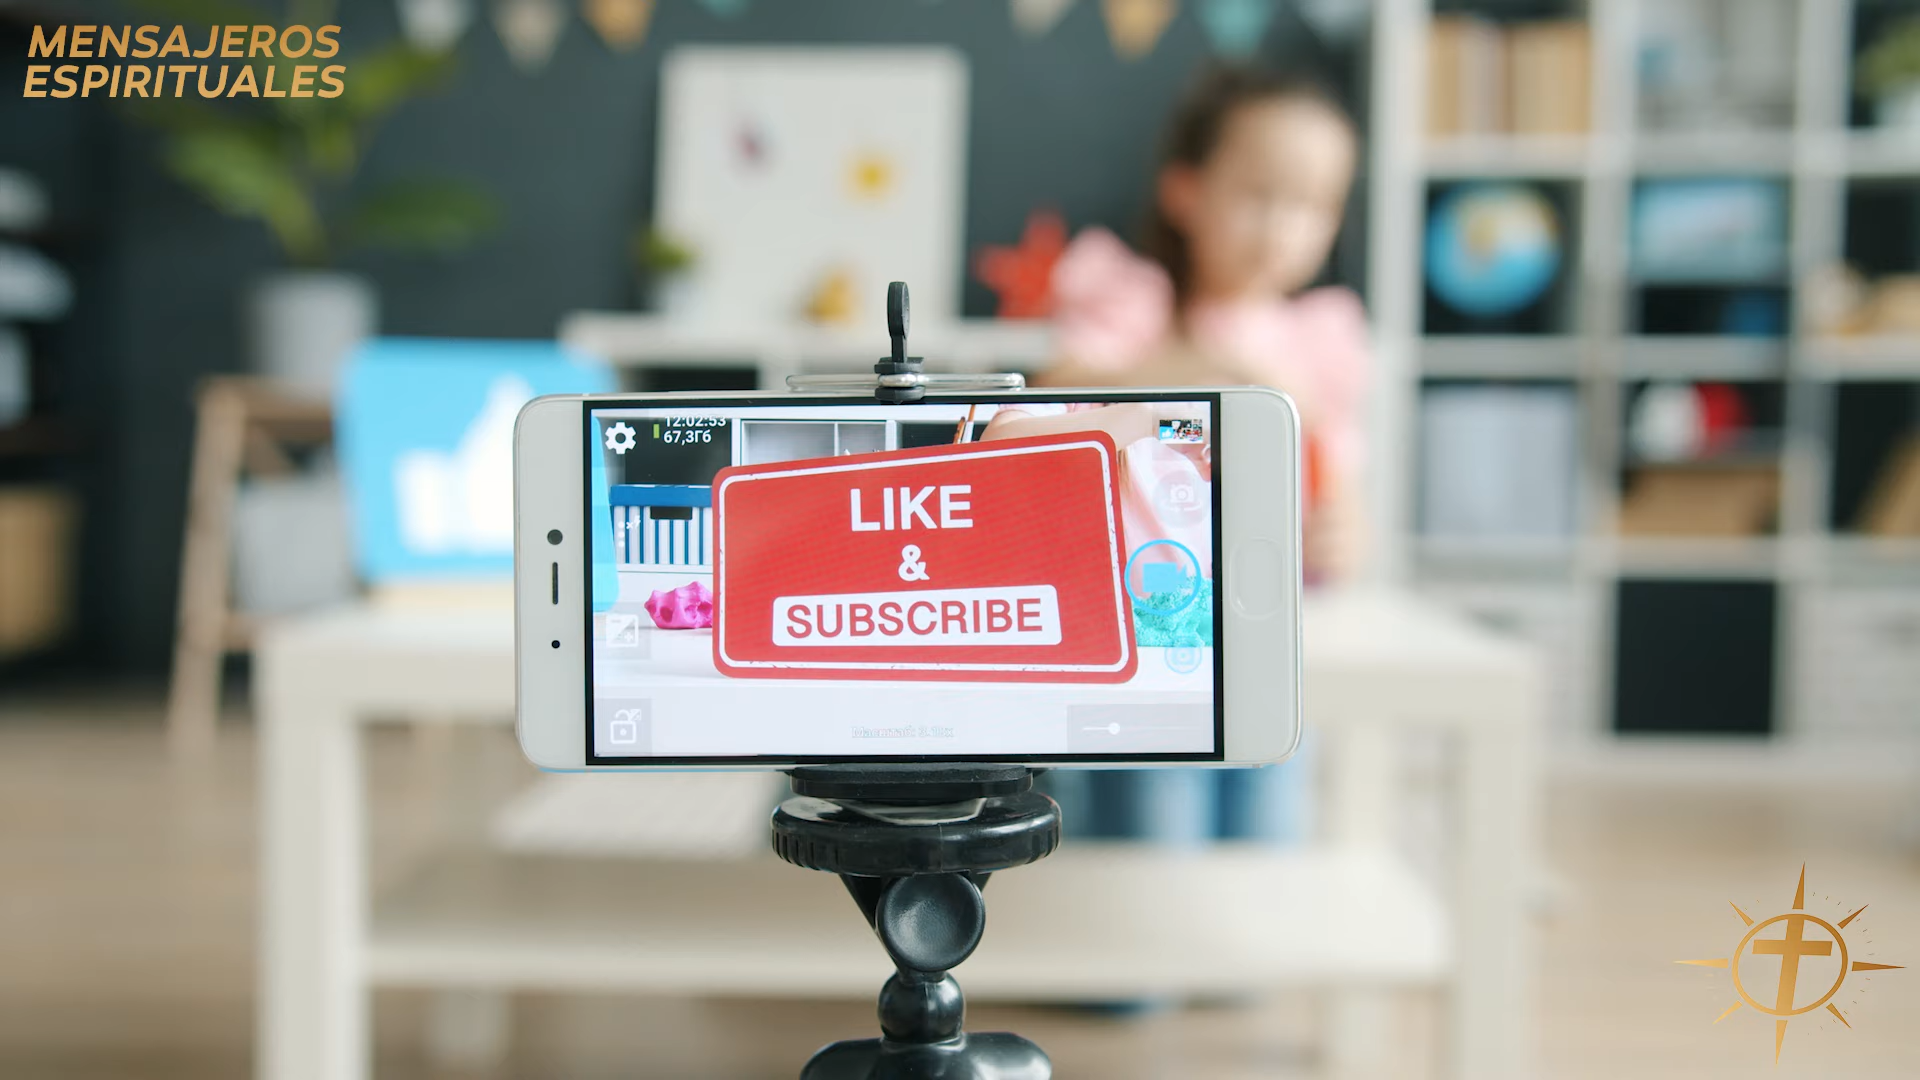 MENSAJEROS
ESPIRITUALES
12:02:53
67,3Гб
LIKE
&
SUBSCRIBE